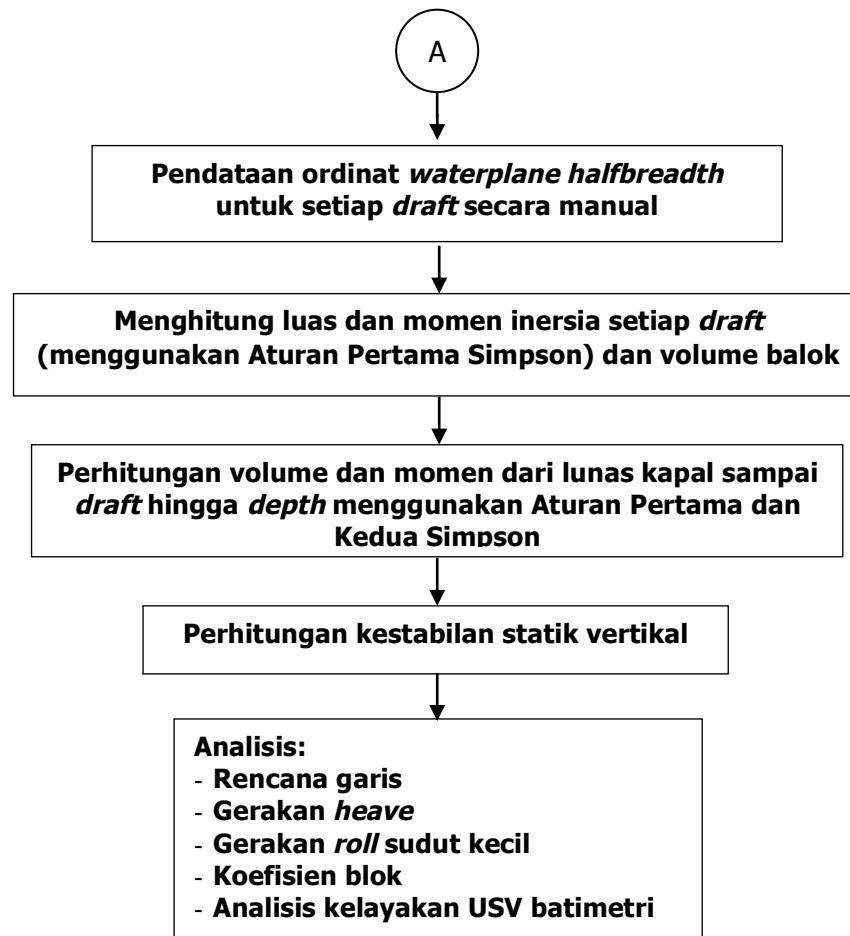 A
Pendataan ordinat waterplane halfbreadth
untuk setiap draft secara manual
Menghitung luas dan momen inersia setiap draft
(menggunakan Aturan Pertama Simpson) dan volume balok
Perhitungan volume dan momen dari lunas kapal sampai
draft hingga depth menggunakan Aturan Pertama dan
Kedua Simpson
Perhitungan kestabilan statik vertikal
Analisis:
- Rencana garis
- Gerakan heave
- Gerakan roll sudut kecil
- Koefisien blok
- Analisis kelayakan USV batimetri